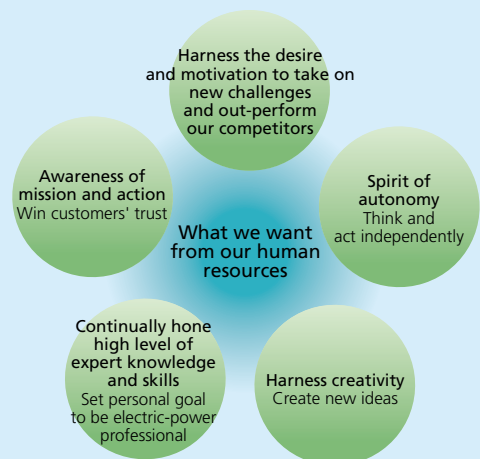 Harness the desire
and motivation to take on
new challenges
and out-perform
our competitors
Awareness of
mission and action
Win customers' trust
Spirit of
autonomy
Think and
act independently
What we want
from our human
resources
Continually hone
high level of
expert knowledge
and skills
Set personal goal
to be electric-power
professional
Harness creativity
Create new ideas